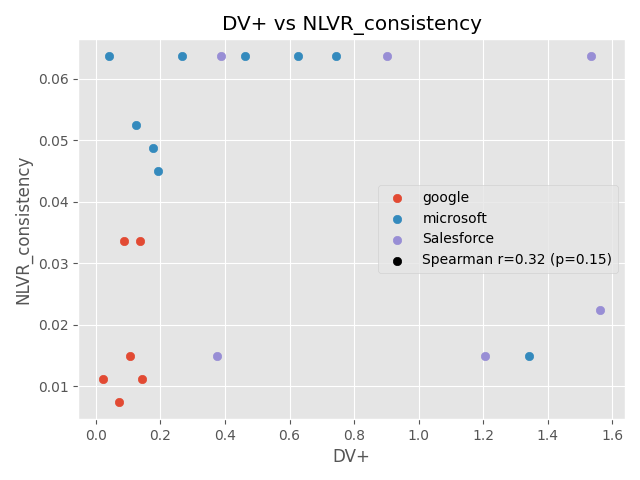 DV+ vs NLVR_consistency
0.06
0.05
0.04
0.03
0.02
0.01
NLVR_consistency
google
microsoft
Salesforce
Spearman r=0.32 (p=0.15)
0.0 0.2 0.4 0.6 0.8 1.0 1.2 1.4 1.6
DV+